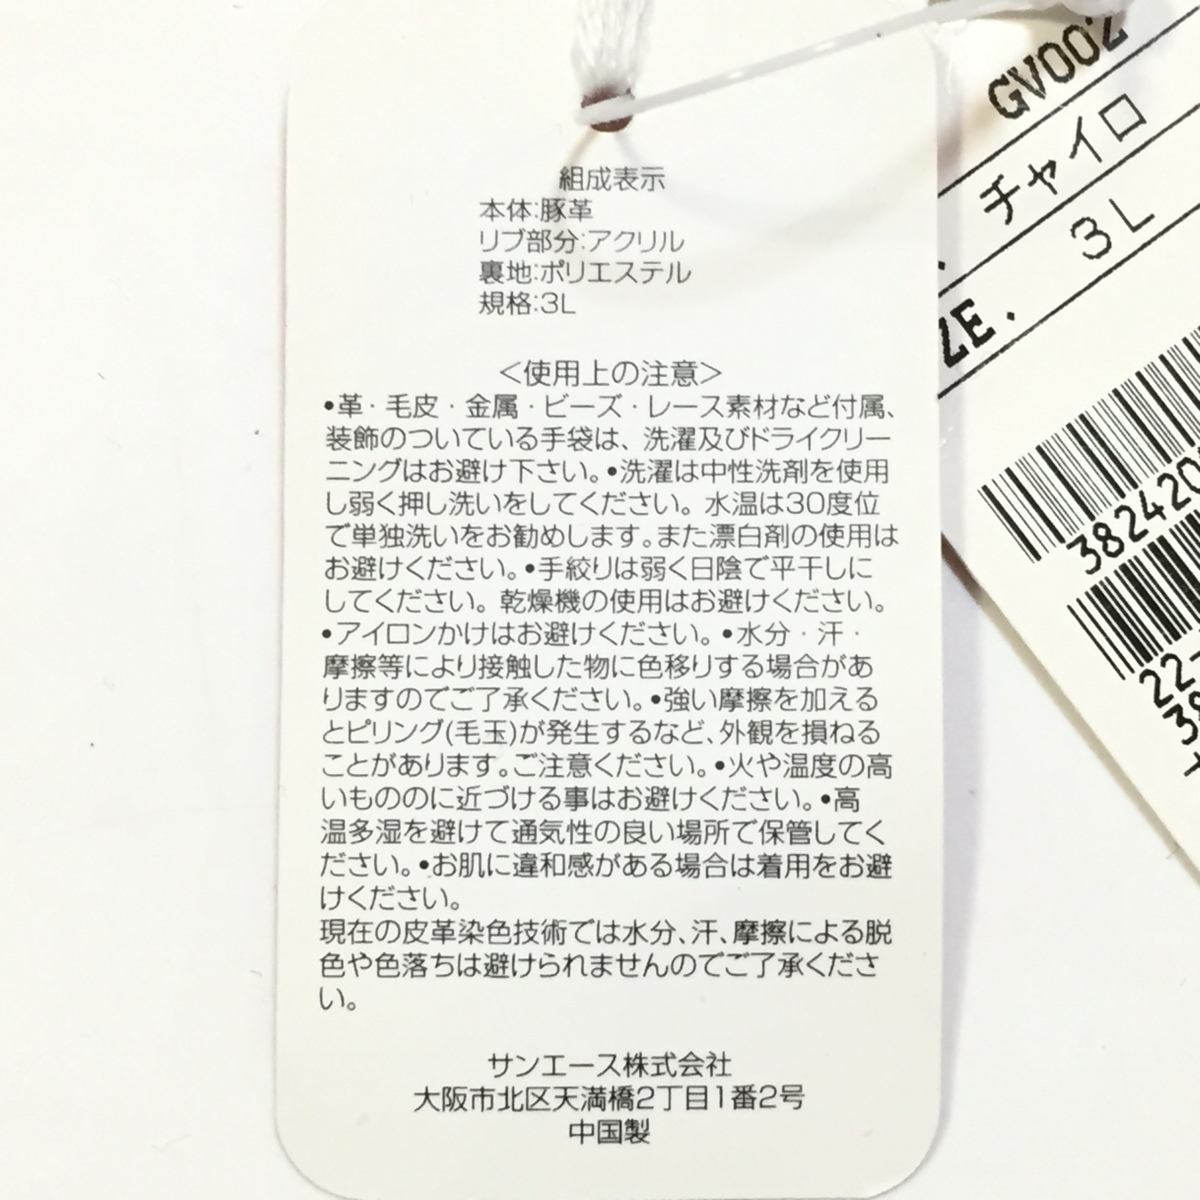 組成表示
本体:豚革
リブ部分:アクリル
裏地:ポリエステル
規格:3L
＜使用上の注意＞
•革・毛皮・金属・ビーズ・レース素材など付属、
装飾のついている手袋は、洗濯及びドライクリー
ニングはお避け下さい。•洗濯は中性洗剤を使用
し弱く押し洗いをしてください。水温は30度位
で単独洗いをお勧めします。また漂白剤の使用は
お避けください。•手絞りは弱く日陰で平干しに
してください。乾燥機の使用はお避けください。
•アイロンかけはお避けください。•水分・汗・
摩擦等により接触した物に色移りする場合があ
りますのでご了承ください。•強い摩擦を加える
とピリング(毛玉)が発生するなど、外観を損ねる
ことがあります。ご注意ください。•火や温度の高
いもののに近づける事はお避けください。•高
温多湿を避けて通気性の良い場所で保管してく
ださい。•お肌に違和感がある場合は着用をお避
けください。
現在の皮革染色技術では水分、汗、摩擦による脱
色や色落ちは避けられませんのでご了承くださ
い。
サンエース株式会社
大阪市北区天満橋2丁目1番2号
中国製
GV002
チャイロ
3L
ZE.
382420
22-